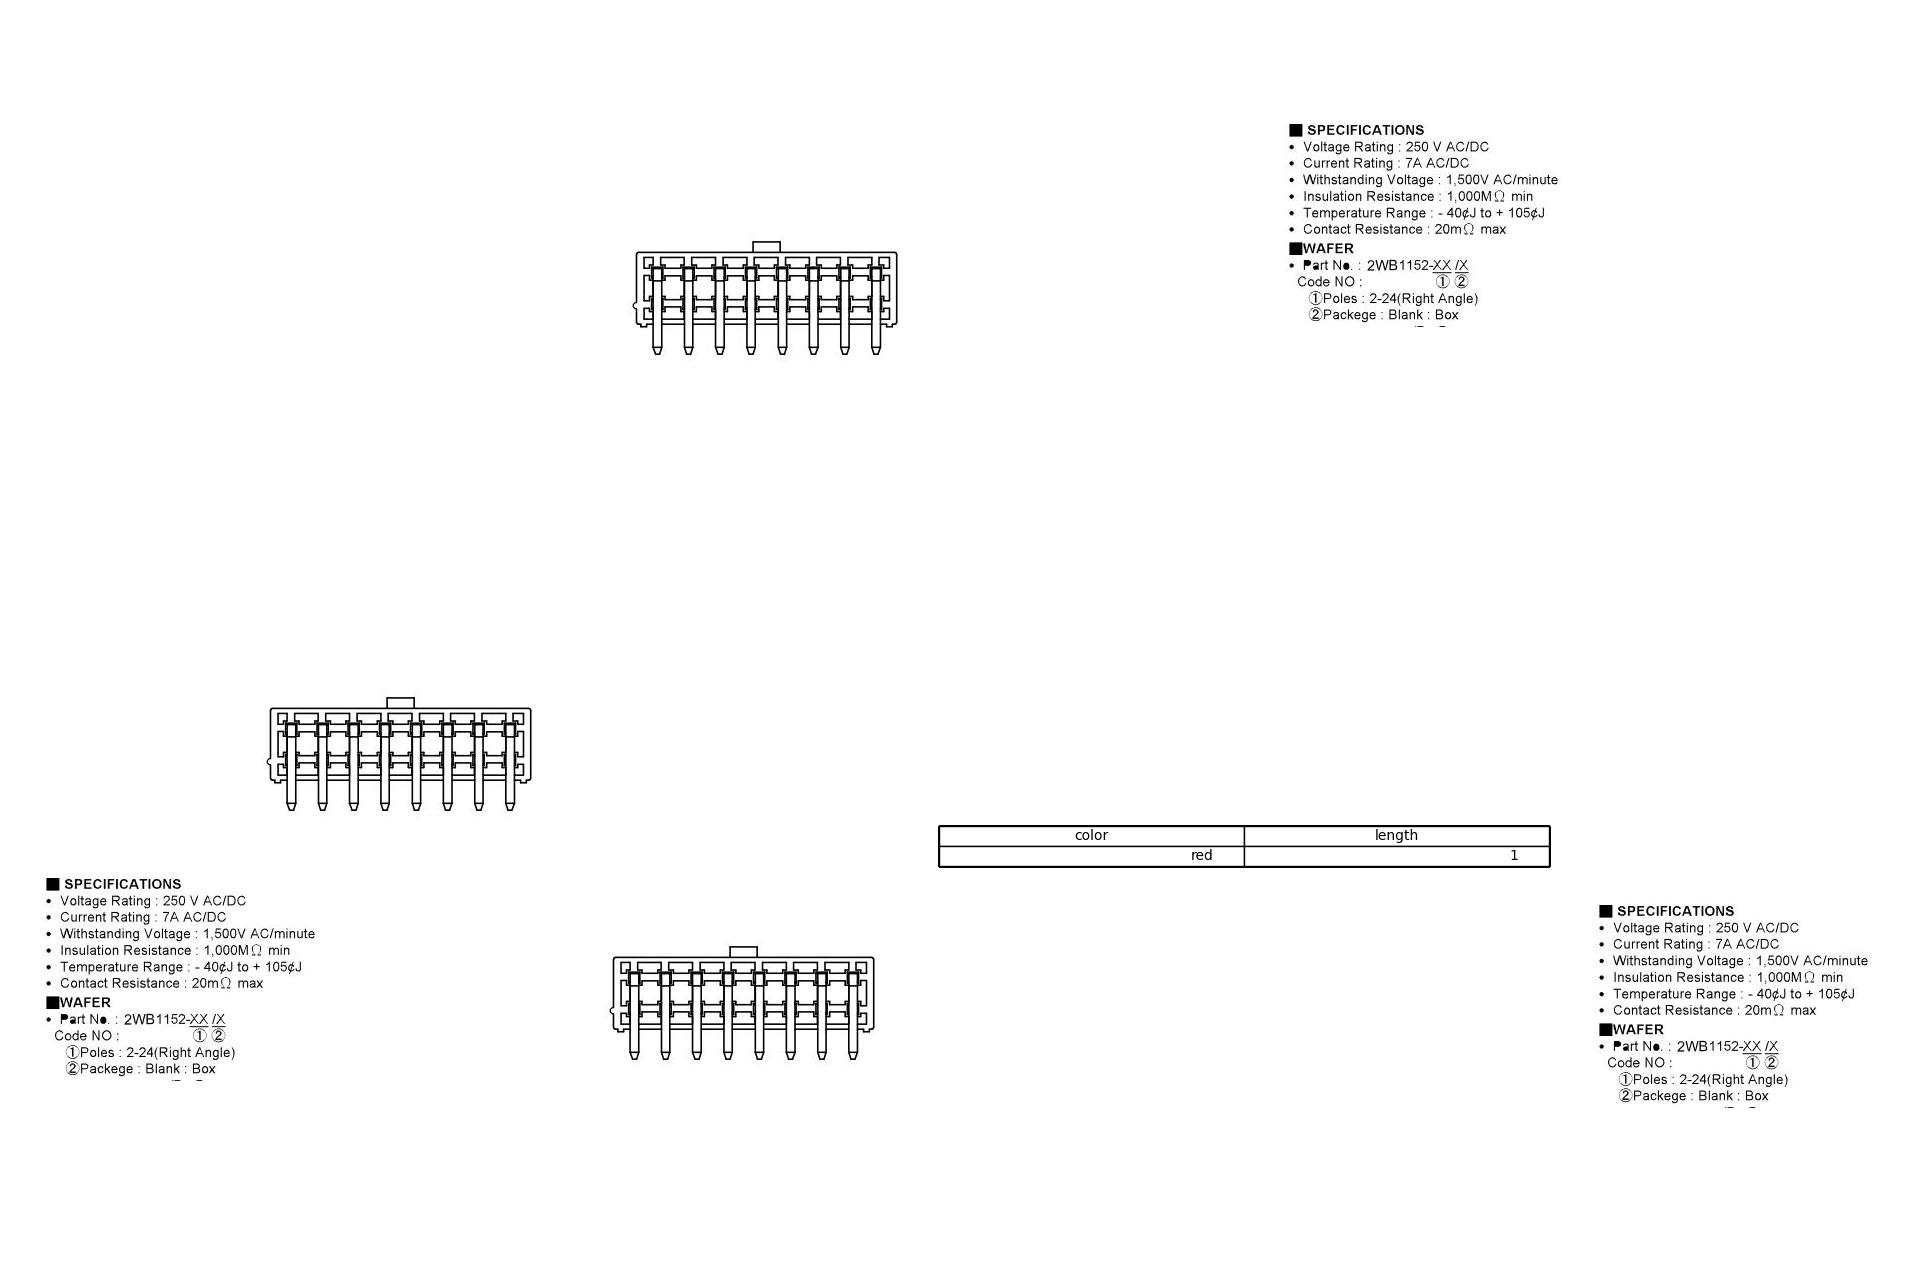 ■ SPECIFICATIONS
• Voltage Rating : 250 V AC/DC
• Current Rating : 7A AC/DC
• Withstanding Voltage : 1,500V AC/minute
• Insulation Resistance : 1,000MΩ min
• Temperature Range : - 40¢J to + 105¢J
• Contact Resistance : 20mΩ max
■WAFER
• Part No. : 2WB1152-XX /X
Code NO : ① ②
①Poles : 2-24(Right Angle)
②Packege : Blank : Box
color length
red 1
■ SPECIFICATIONS
• Voltage Rating : 250 V AC/DC
• Current Rating : 7A AC/DC
• Withstanding Voltage : 1,500V AC/minute
• Insulation Resistance : 1,000MΩ min
• Temperature Range : - 40¢J to + 105¢J
• Contact Resistance : 20mΩ max
■WAFER
• Part No. : 2WB1152-XX /X
Code NO : ① ②
①Poles : 2-24(Right Angle)
②Packege : Blank : Box
■ SPECIFICATIONS
• Voltage Rating : 250 V AC/DC
• Current Rating : 7A AC/DC
• Withstanding Voltage : 1,500V AC/minute
• Insulation Resistance : 1,000MΩ min
• Temperature Range : - 40¢J to + 105¢J
• Contact Resistance : 20mΩ max
■WAFER
• Part No. : 2WB1152-XX /X
Code NO : ① ②
①Poles : 2-24(Right Angle)
②Packege : Blank : Box